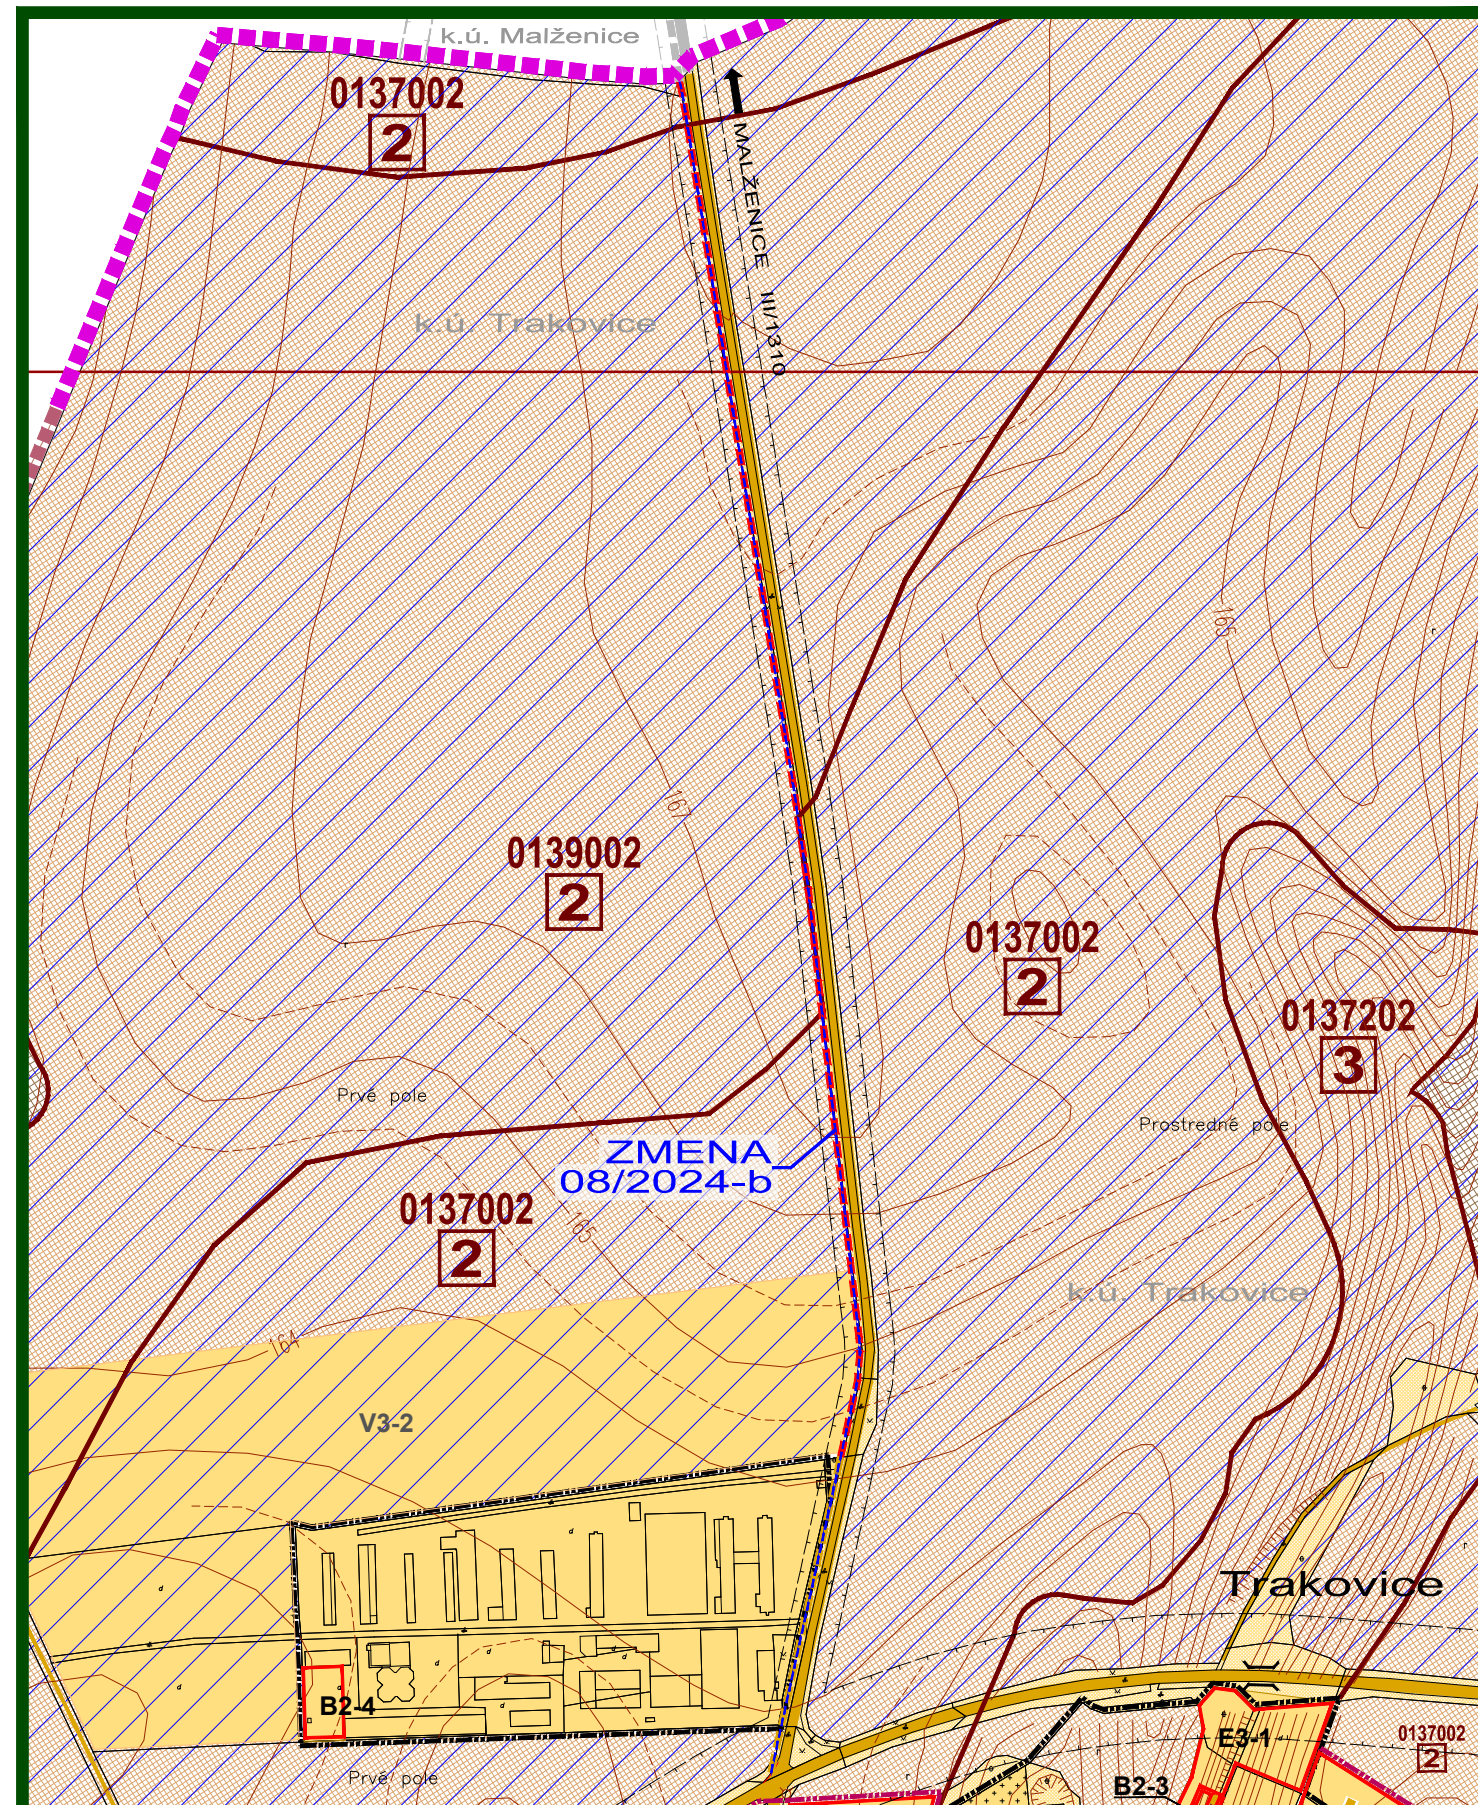 k.ú. Malženice
0137002
2
MALŽENICE III/1310
k.ú. Trakovice
165
167
0139002
2
0137002
2
0137202
3
Prvé pole
Prostredné pole
ZMENA
08/2024-b
0137002
2
165
k.ú. Trakovice
164
V3-2
Trakovice
B2-4
E3-1
0137002
2
Prvé pole
B2-3